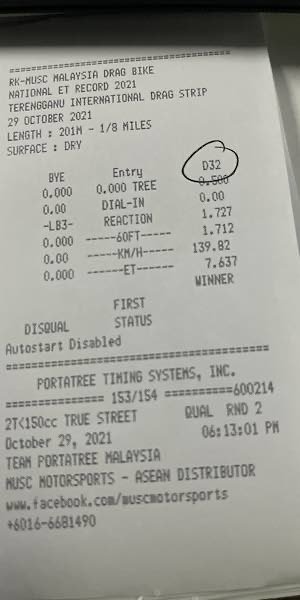 RK-MUSC MALAYSIA DRAG BIKE
NATIONAL ET RECORD 2021
TERENGGANU INTERNATIONAL DRAG STRIP
29 OCTOBER 2021
LENGTH : 201M - 1/8 MILES
SURFACE : DRY
BYE Entry D32
0.000 0.000 TREE 0.500
0.00 DIAL-IN 0.00
-LB3- REACTION 1.727
0.000 -----60FT----- 1.712
0.00 -----KM/H----- 139.82
0.000 ------ET------ 7.637
WINNER
FIRST
DISQUAL STATUS
Autostart Disabled
PORTATREE TIMING SYSTEMS, INC.
=============== 153/154 ==========600214
2T<150cc TRUE STREET QUAL RND 2
October 29, 2021 06:13:01 PM
TEAM PORTATREE MALAYSIA
MUSC MOTORSPORTS - ASEAN DISTRIBUTOR
www.facebook.com/muscmotorsports
+6016-6681490